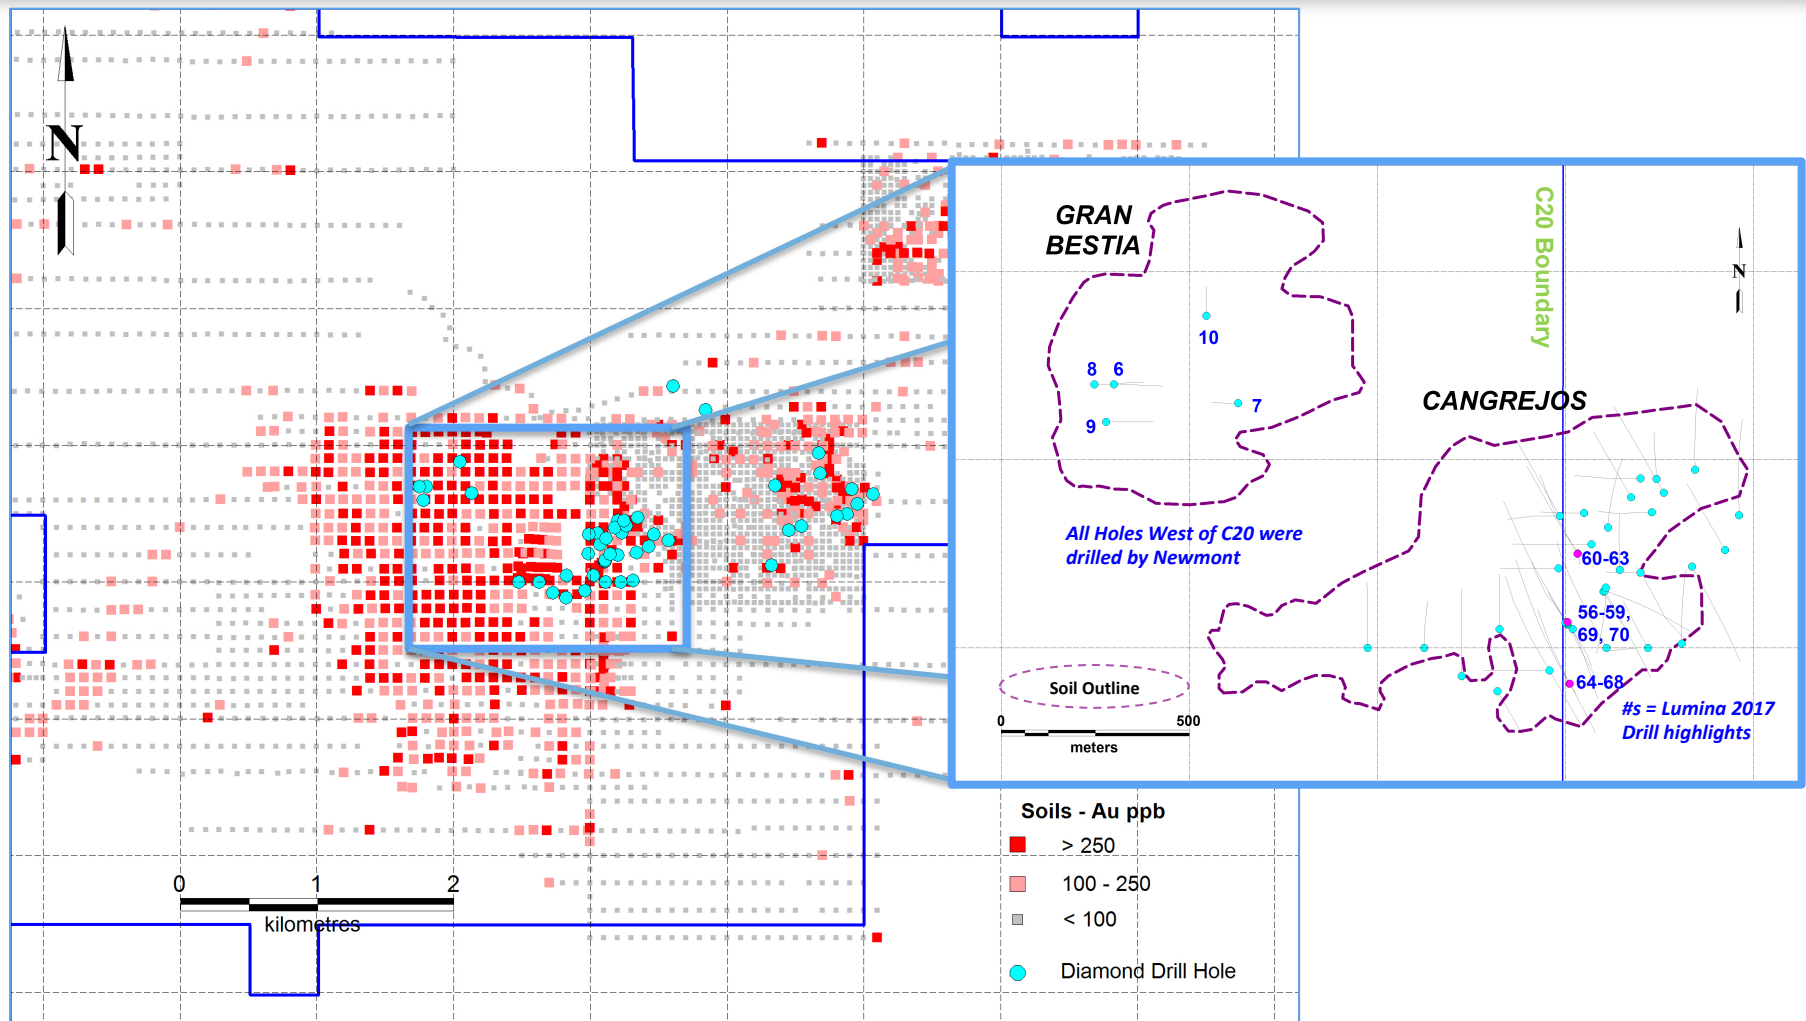 N
GRAN
BESTIA
C20 Boundary
N
10
8 6
7
9
CANGREJOS
All Holes West of C20 were
drilled by Newmont
60-63
56-59,
69, 70
64-68
Soil Outline
0 500
meters
#s = Lumina 2017
Drill highlights
Soils - Au ppb
> 250
100 - 250
< 100
Diamond Drill Hole
0 1 2
kilometres